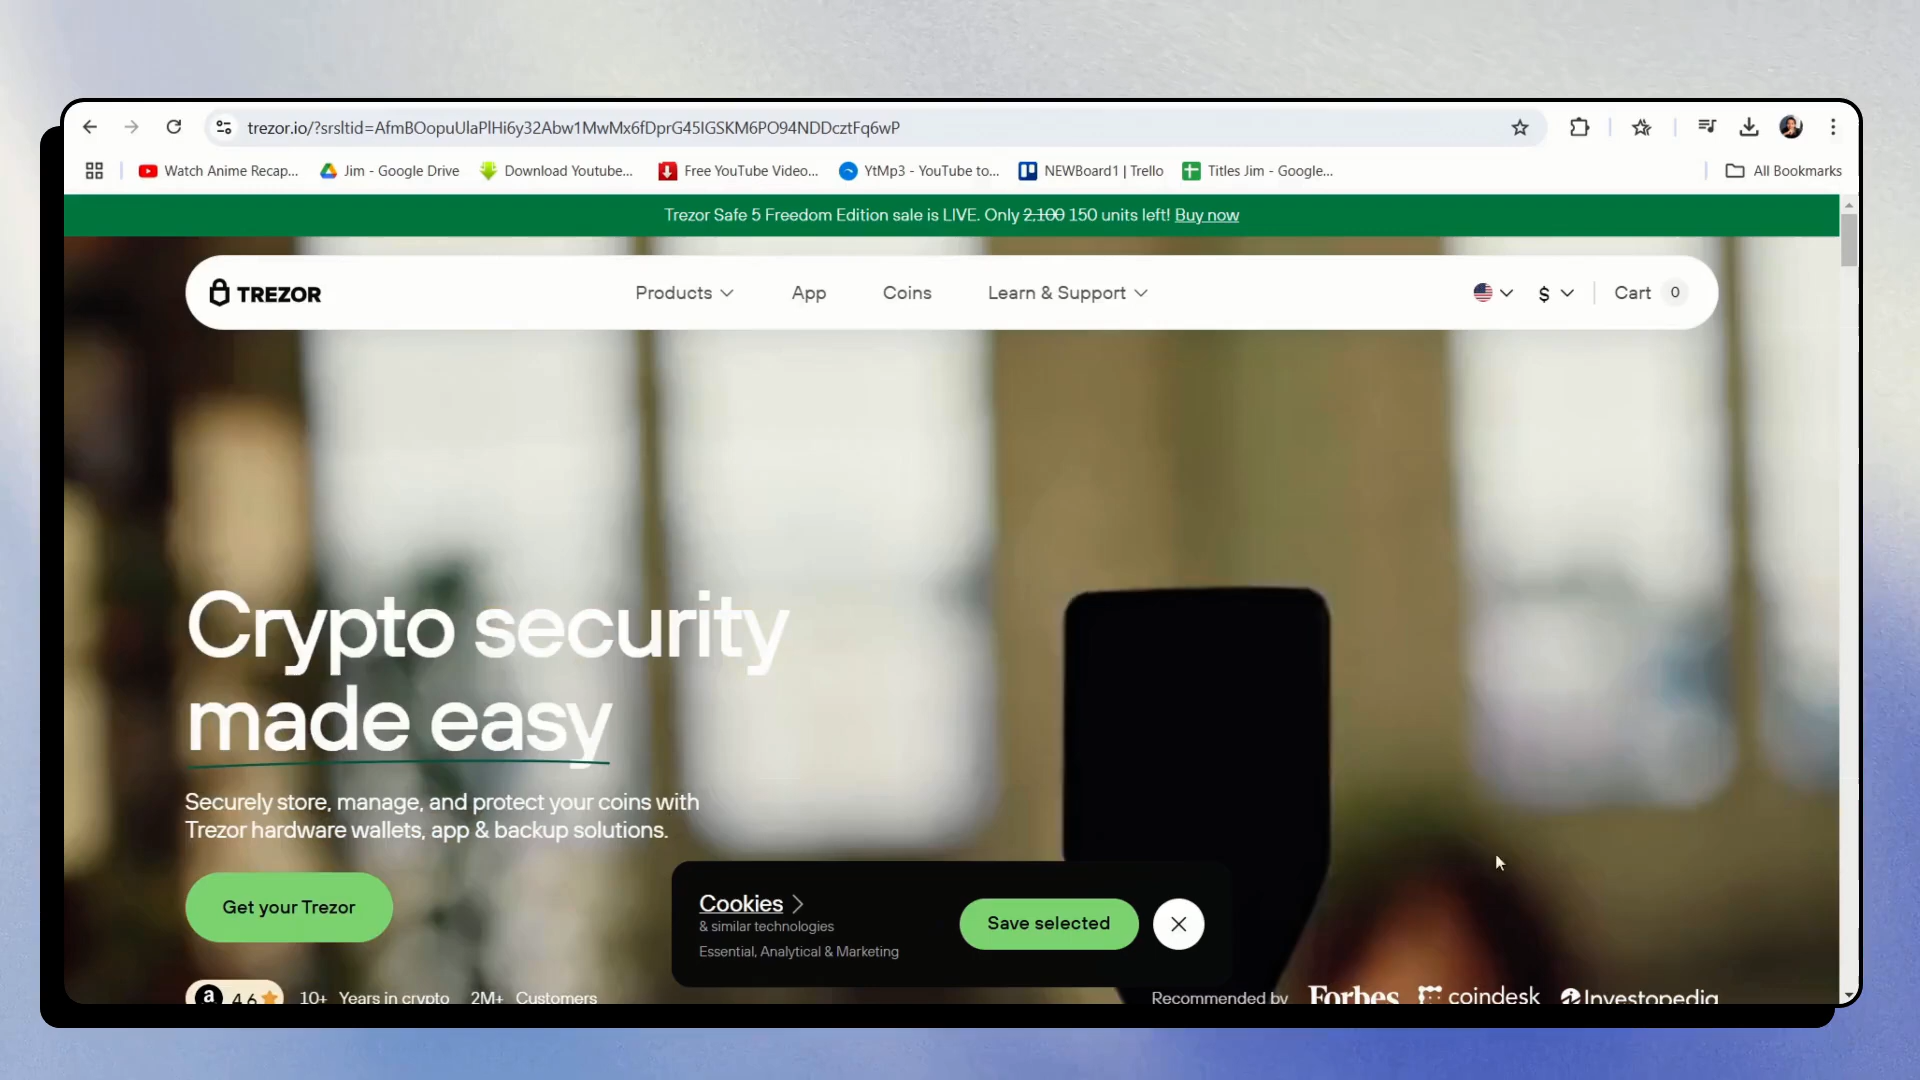 trezor.io/?srsltid=AfmBOopuUlaPlHi6y32Abw1MwMx6fDprG45IGSKM6PO94NDDcztFq6wP
Watch Anime Recap... Jim - Google Drive Download Youtube... Free YouTube Video... YtMp3 - YouTube to... NEWBoard1 | Trello Titles Jim - Google... All Bookmarks
Trezor Safe 5 Freedom Edition sale is LIVE. Only 2,100 150 units left! Buy now
TREZOR Products App Coins Learn & Support $ Cart 0
Crypto security
made easy
Securely store, manage, and protect your coins with
Trezor hardware wallets, app & backup solutions.
Get your Trezor
Cookies
& similar technologies
Essential, Analytical & Marketing
Save selected
a 4.6 10+ Years in crypto 2M+ Customers
Recommended by Forbes coindesk Investopedia